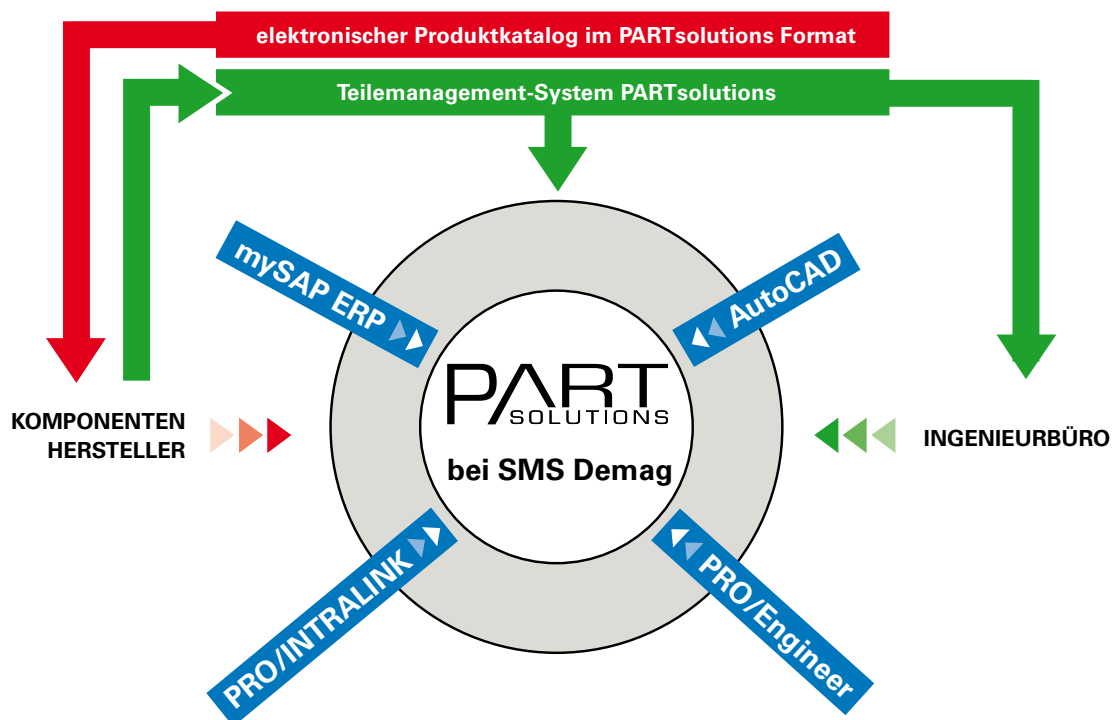 elektronischer Produktkatalog im PARTsolutions Format
Teilemanagement-System PARTsolutions
mySAP ERP
AutoCAD
PART
SOLUTIONS
bei SMS Demag
KOMPONENTEN
HERSTELLER
INGENIEURBÜRO
PRO/INTRALINK
PRO/Engineer